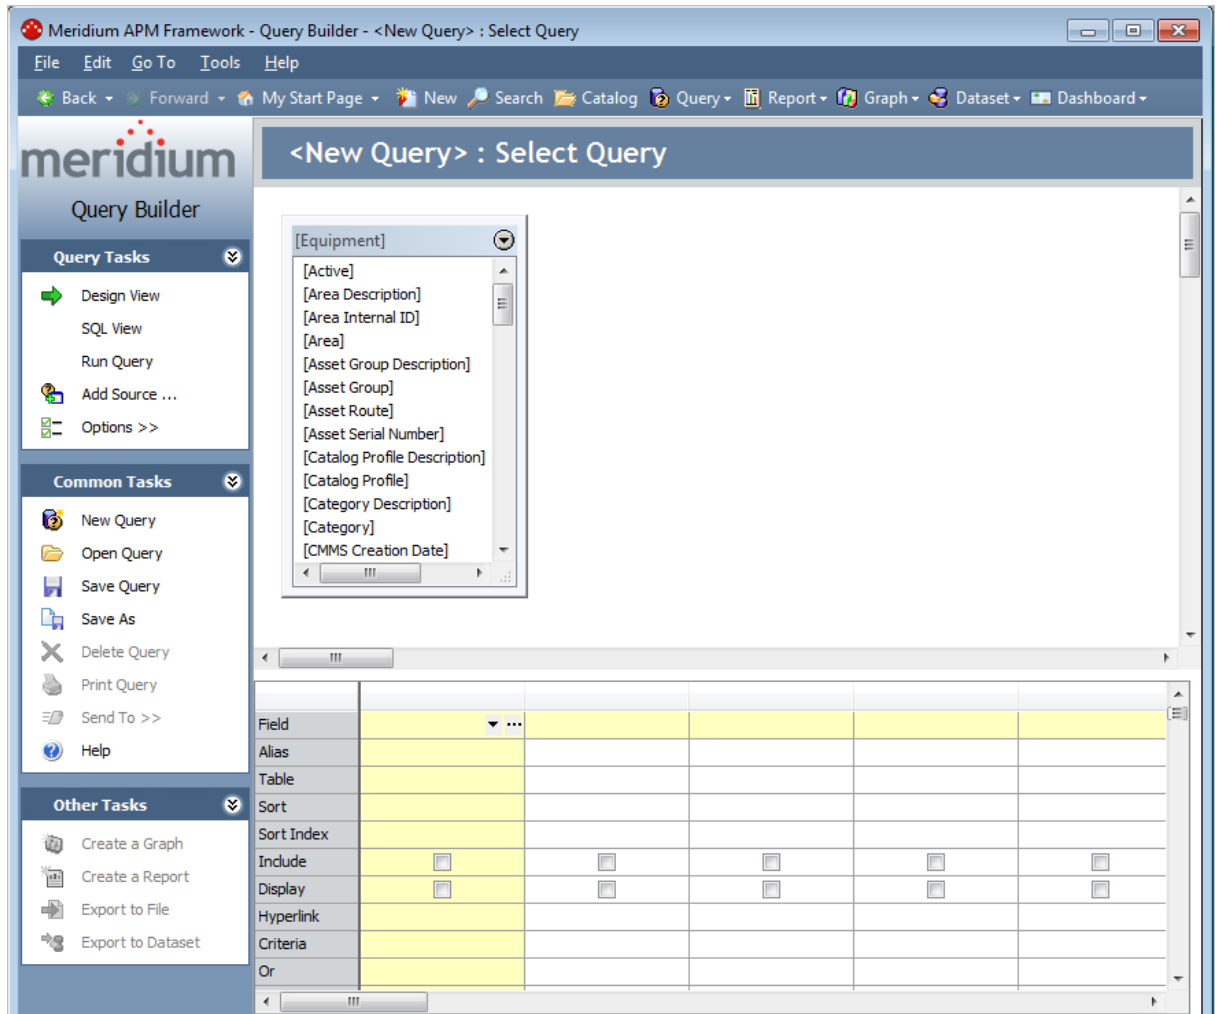 Meridium APM Framework - Query Builder - <New Query> : Select Query
File Edit Go To Tools Help
Back Forward My Start Page New Search Catalog Query Report Graph Dataset Dashboard
meridium
Query Builder
<New Query> : Select Query
Query Tasks
Design View
SQL View
Run Query
Add Source ...
Options >>
Common Tasks
New Query
Open Query
Save Query
Save As
Delete Query
Print Query
Send To >>
Help
Other Tasks
Create a Graph
Create a Report
Export to File
Export to Dataset
[Equipment]
[Active]
[Area Description]
[Area Internal ID]
[Area]
[Asset Group Description]
[Asset Group]
[Asset Route]
[Asset Serial Number]
[Catalog Profile Description]
[Catalog Profile]
[Category Description]
[Category]
[CMMS Creation Date]
Field
Alias
Table
Sort
Sort Index
Include
Display
Hyperlink
Criteria
Or